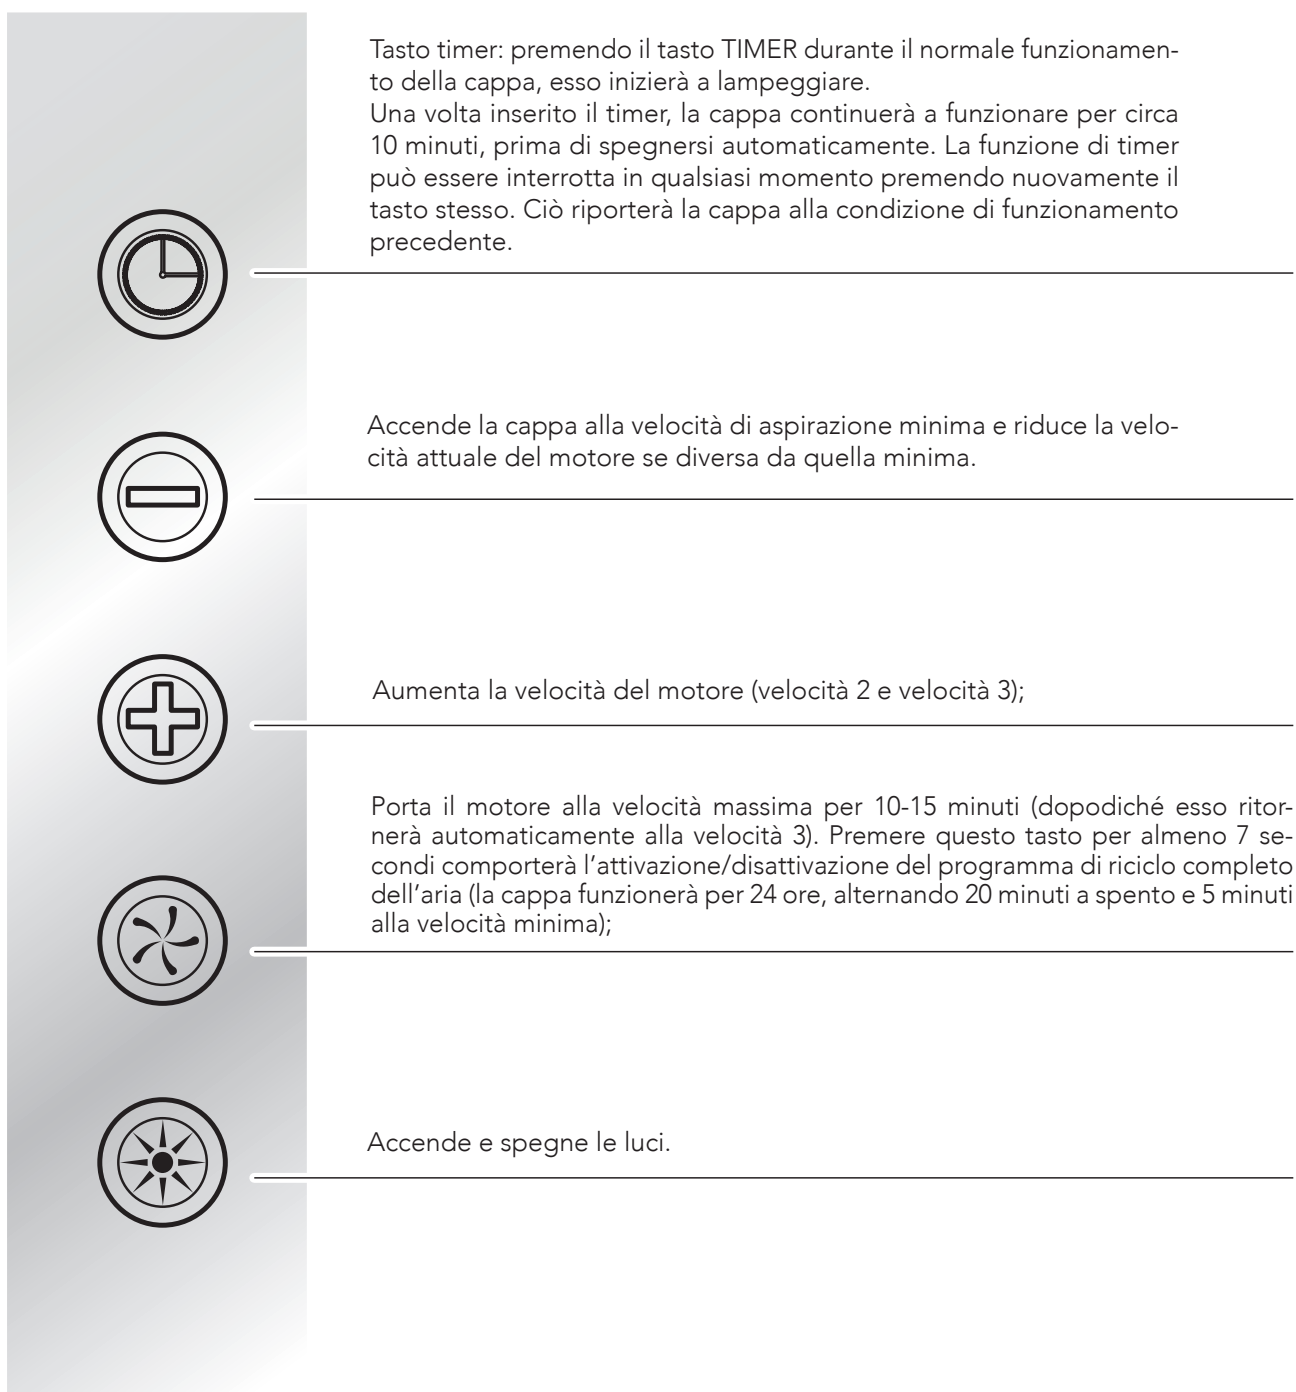 Tasto timer: premendo il tasto TIMER durante il normale funzionamen-
to della cappa, esso inizierà a lampeggiare.
Una volta inserito il timer, la cappa continuerà a funzionare per circa
10 minuti, prima di spegnersi automaticamente. La funzione di timer
può essere interrotta in qualsiasi momento premendo nuovamente il
tasto stesso. Ciò riporterà la cappa alla condizione di funzionamento
precedente.
Accende la cappa alla velocità di aspirazione minima e riduce la velo-
cità attuale del motore se diversa da quella minima.
Aumenta la velocità del motore (velocità 2 e velocità 3);
Porta il motore alla velocità massima per 10-15 minuti (dopodiché esso ritor-
nerà automaticamente alla velocità 3). Premere questo tasto per almeno 7 se-
condi comporterà l'attivazione/disattivazione del programma di riciclo completo
dell'aria (la cappa funzionerà per 24 ore, alternando 20 minuti a spento e 5 minuti
alla velocità minima);
Accende e spegne le luci.